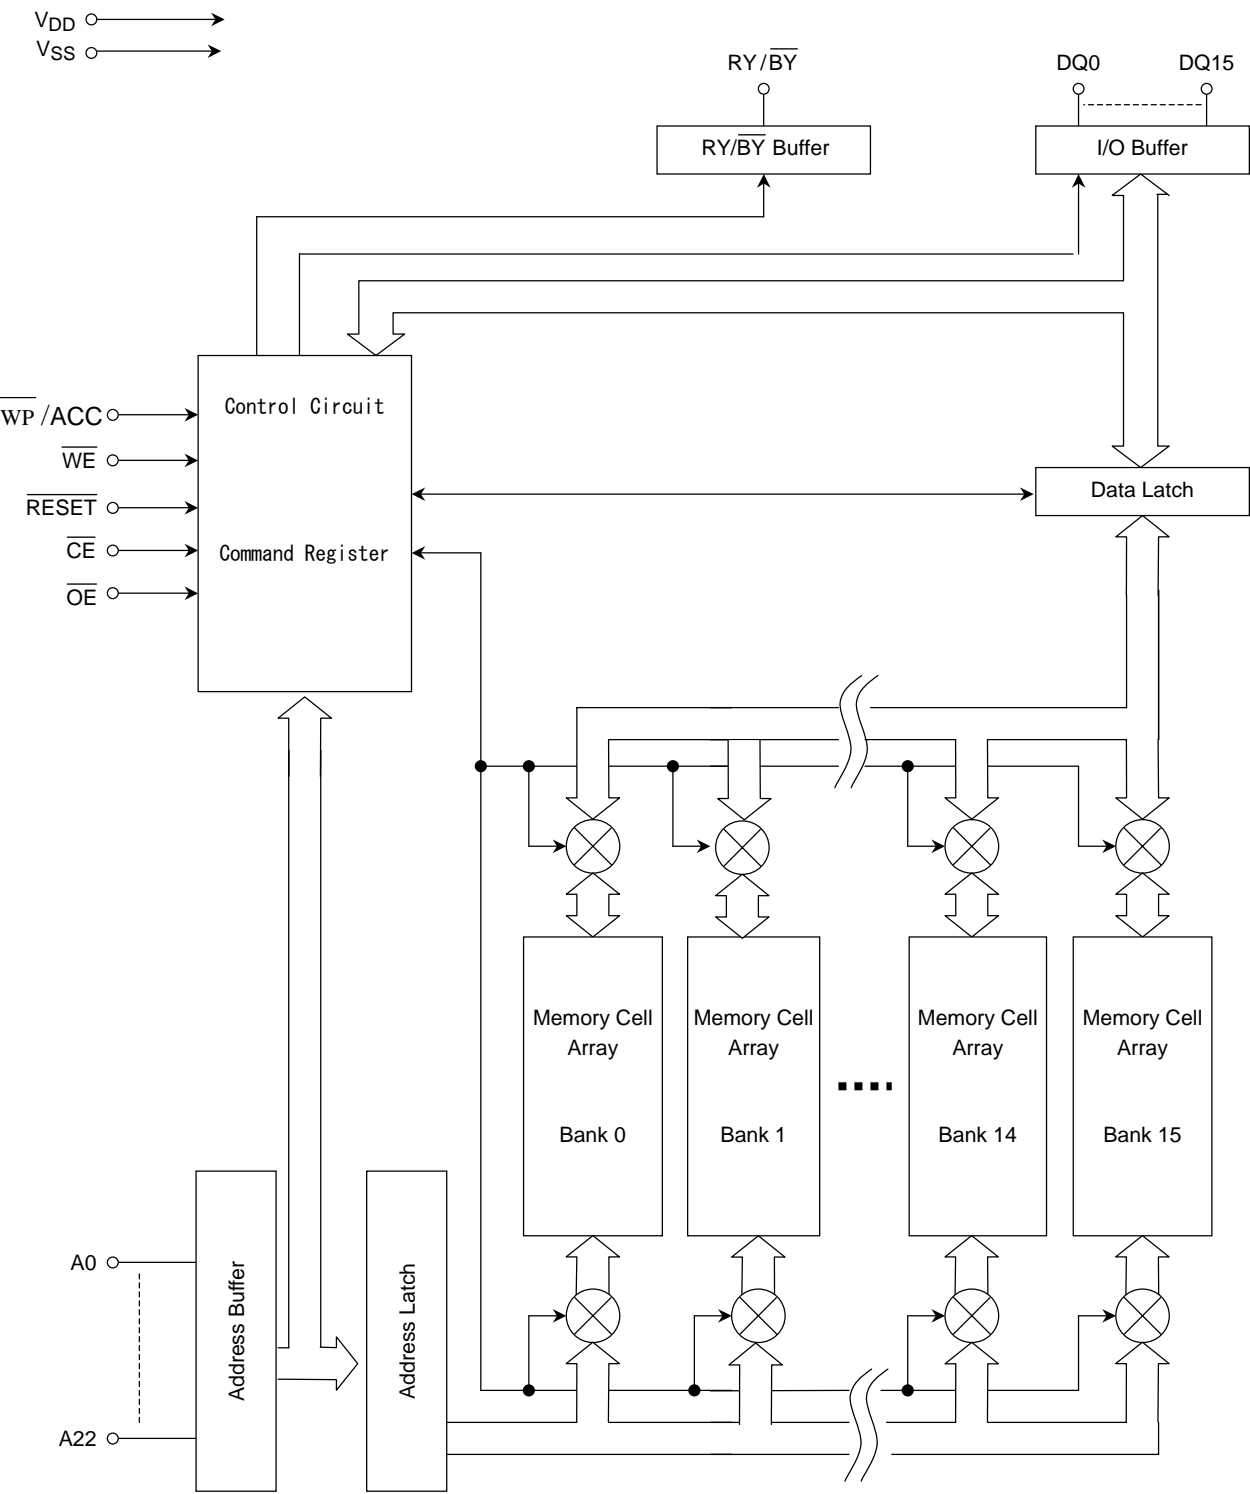 VDD
VSS
RY/BY
DQ0
DQ15
RY/BY Buffer
I/O Buffer
WP /ACC
Control Circuit
WE
RESET
CE
Command Register
OE
Data Latch
Memory Cell
Array
Bank 0
Memory Cell
Array
Bank 1
Memory Cell
Array
Bank 14
Memory Cell
Array
Bank 15
A0
A22
Address Buffer
Address Latch